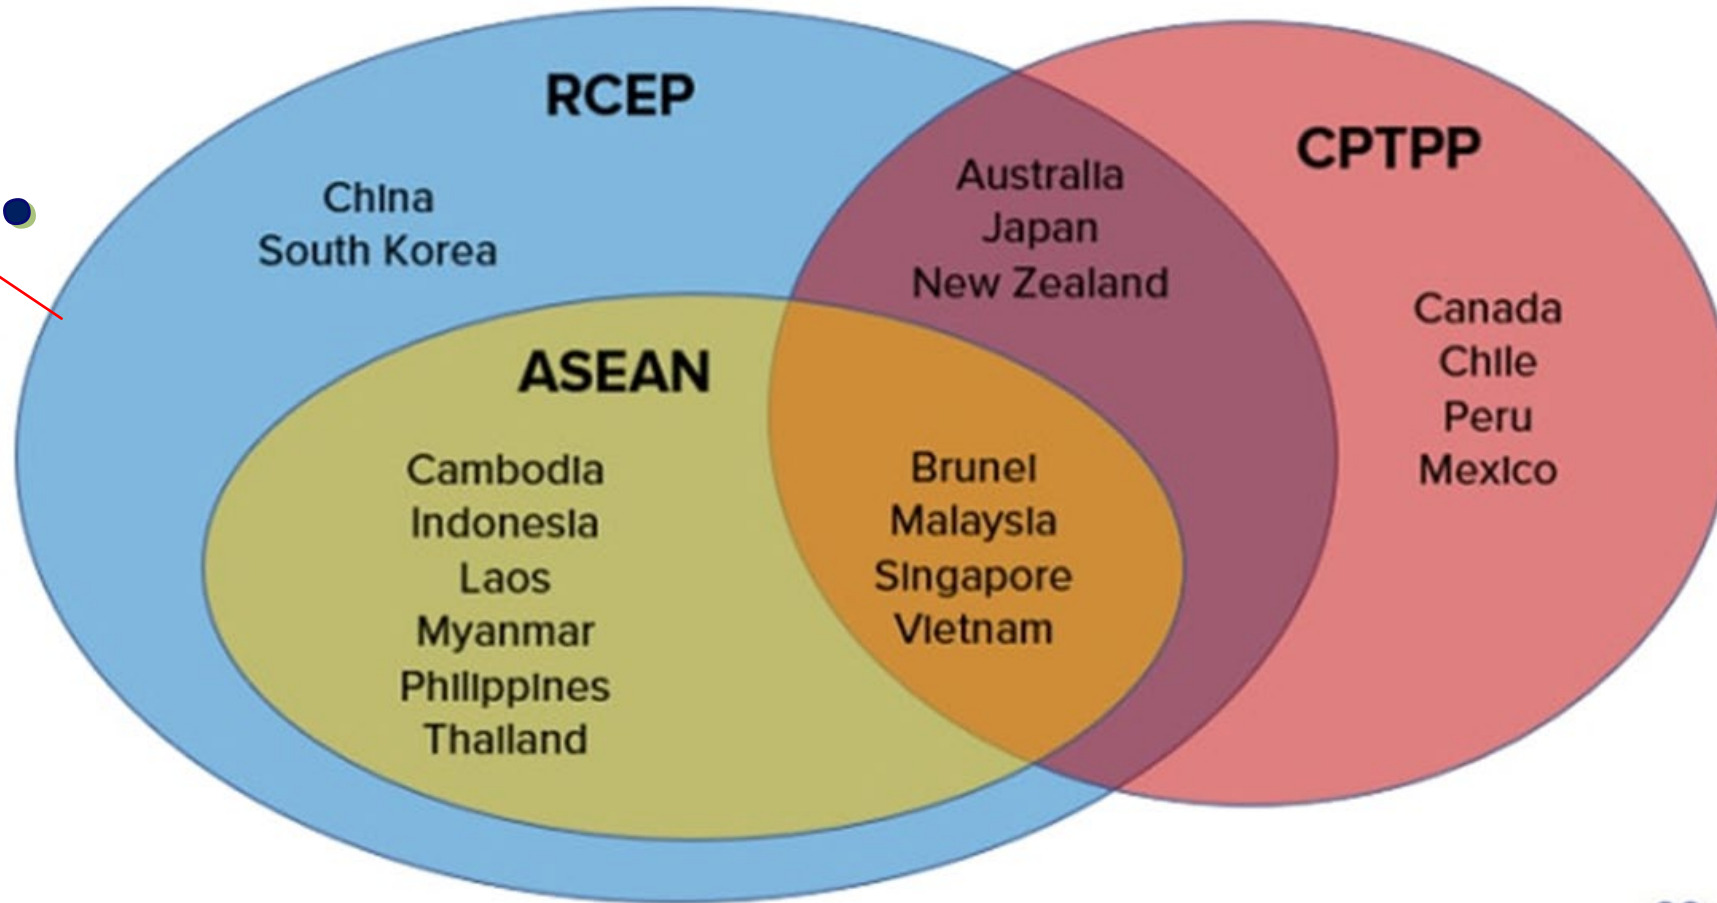 RCEP
China
South Korea
ASEAN
Cambodia
Indonesia
Laos
Myanmar
Philippines
Thailand
Australia
Japan
New Zealand
Brunei
Malaysia
Singapore
Vietnam
CPTPP
Canada
Chile
Peru
Mexico